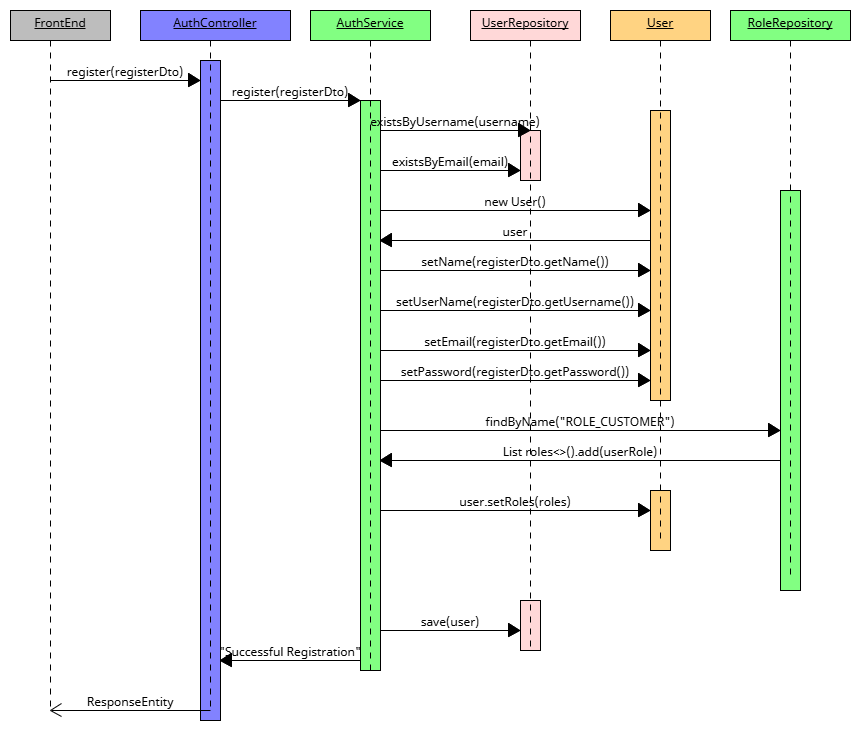 FrontEnd
AuthController
AuthService
UserRepository
User
RoleRepository
register(registerDto)
register(registerDto)
existsByUsername(username)
existsByEmail(email)
new User()
user
setName(registerDto.getName())
setUserName(registerDto.getUsername())
setEmail(registerDto.getEmail())
setPassword(registerDto.getPassword())
findByName("ROLE_CUSTOMER")
List roles<>().add(userRole)
user.setRoles(roles)
save(user)
"Successful Registration"
ResponseEntity